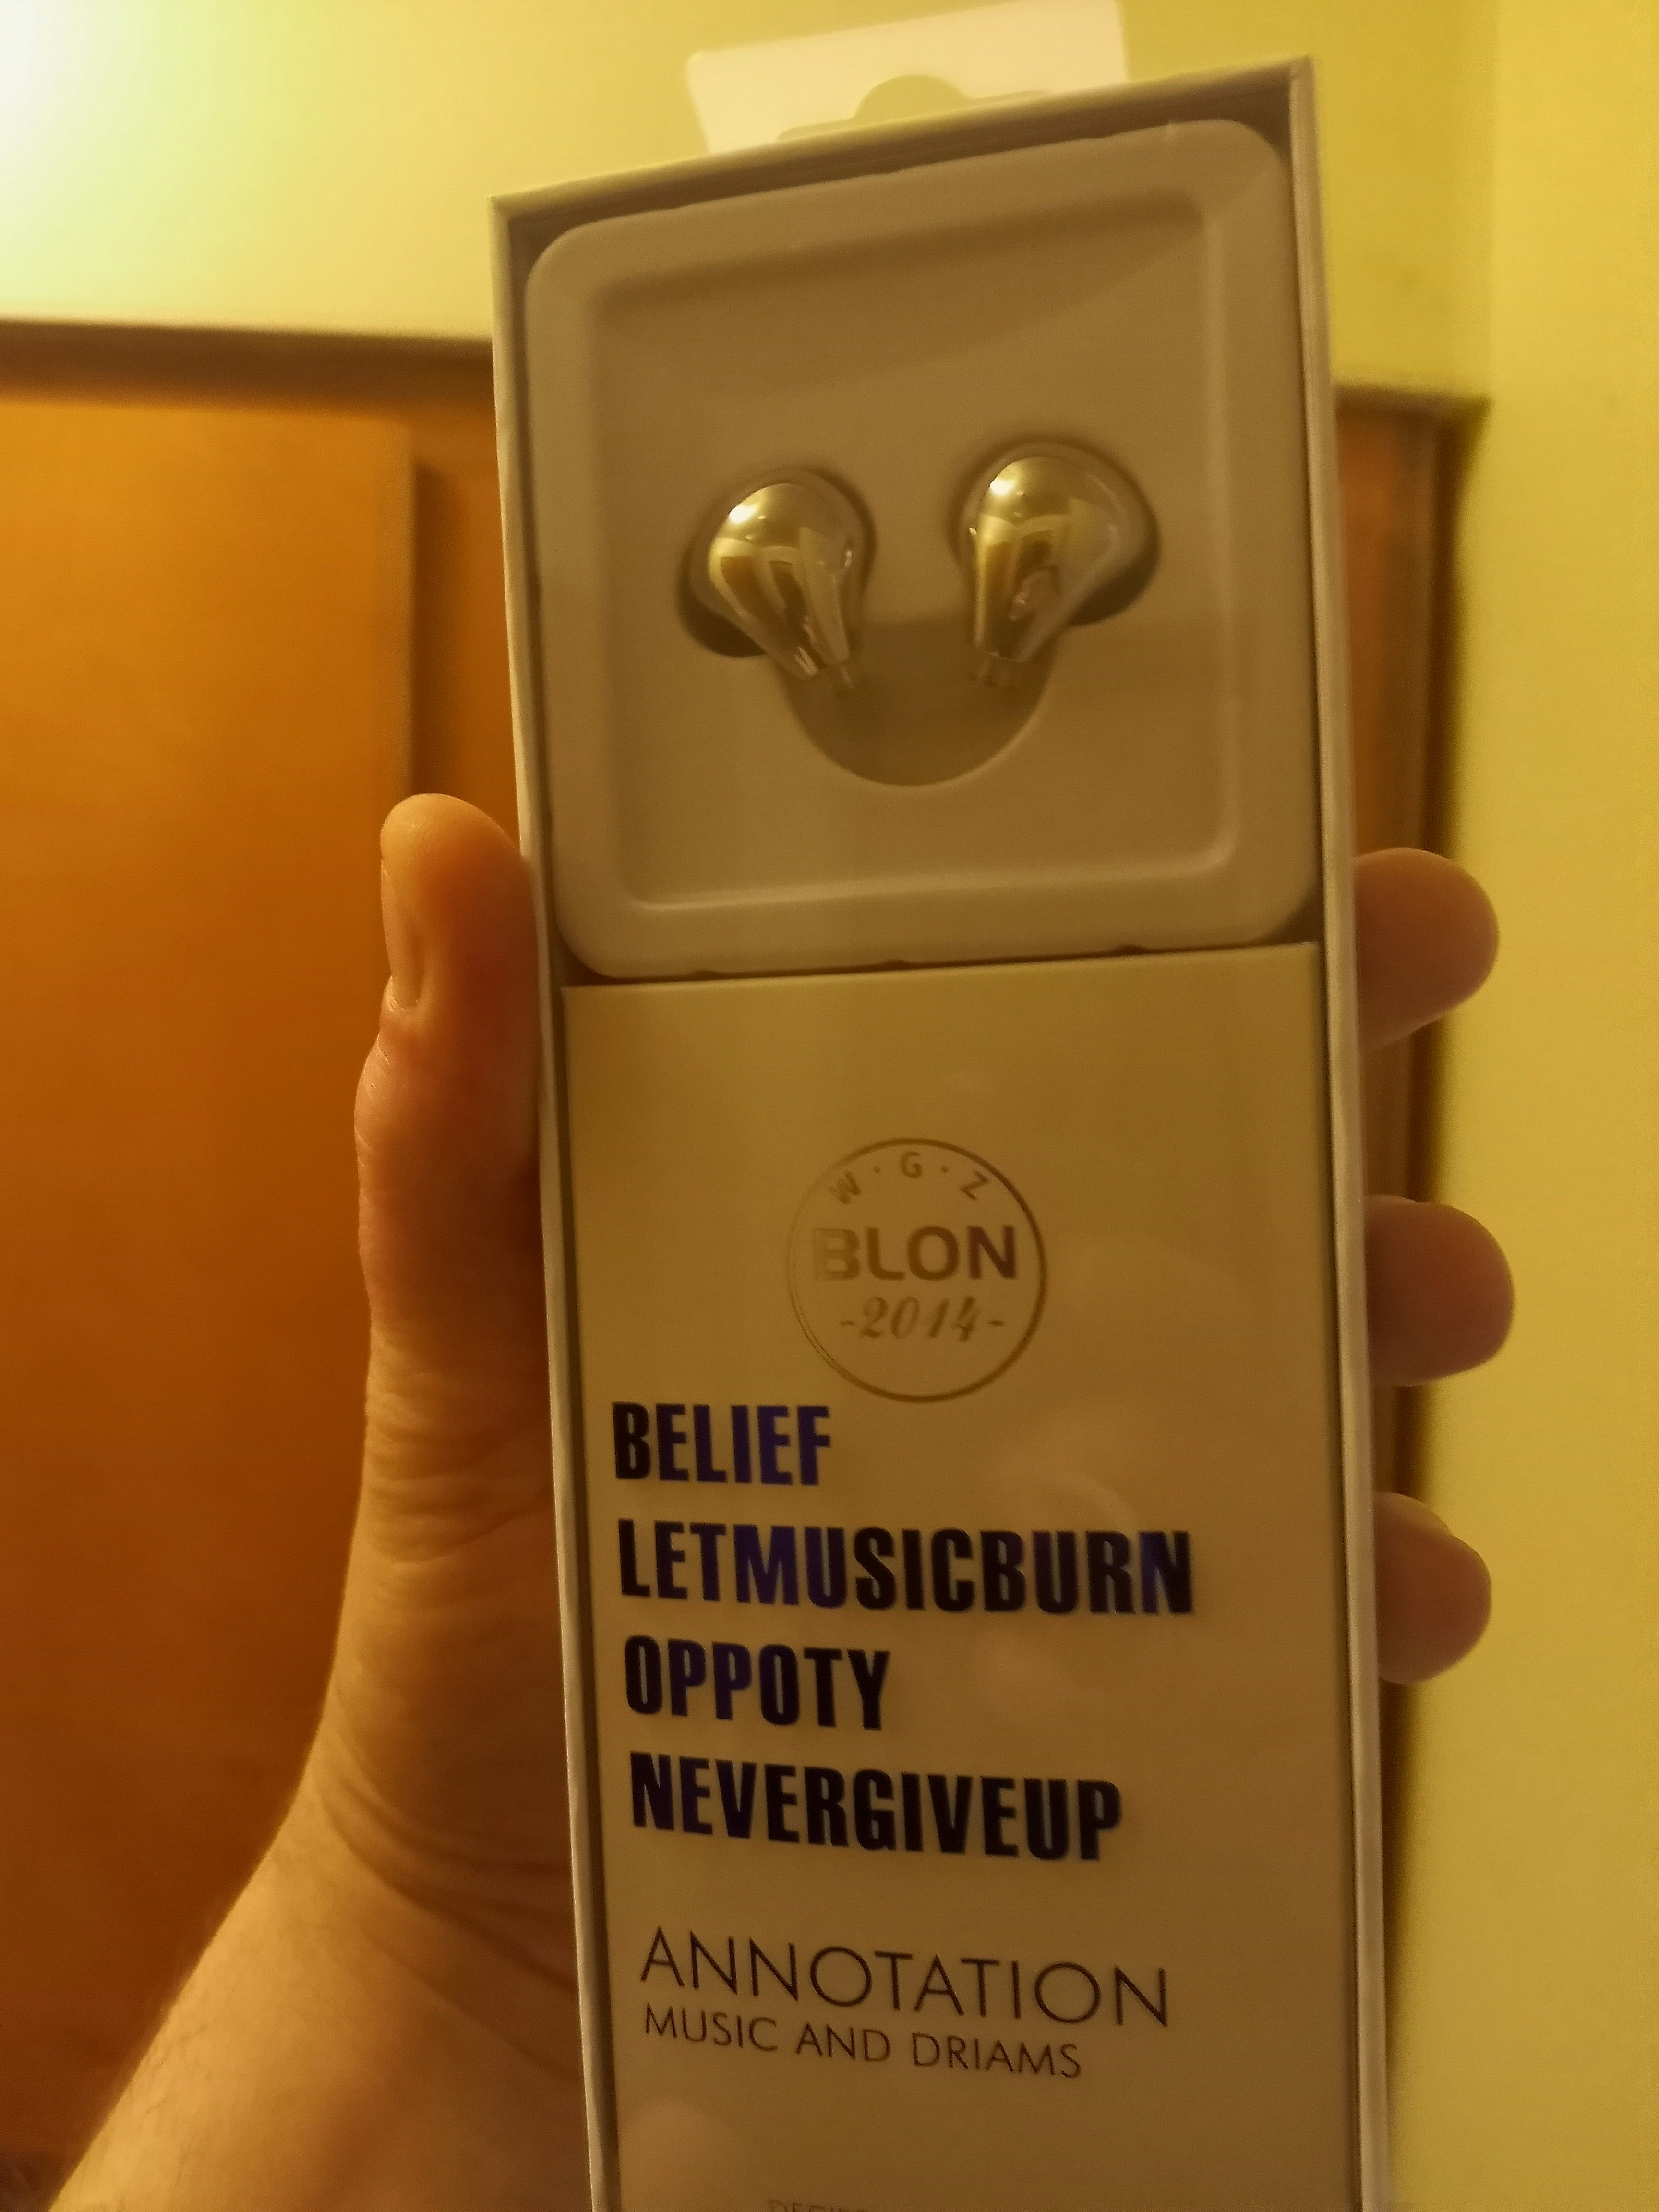 W·G·Z
BLON
-2014-
BELIEF
LETMUSICBURN
OPPOTY
NEVERGIVEUP
ANNOTATION
MUSIC AND DRIAMS